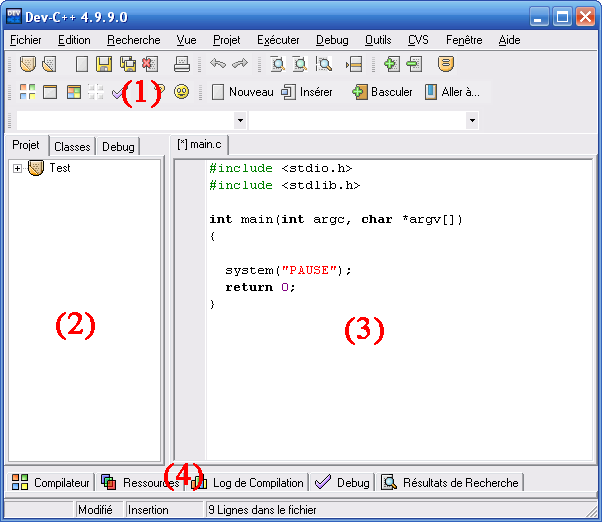 Dev-C++ 4.9.9.0
Fichier Edition Recherche Vue Projet Exécuter Debug Outils CVS Fenêtre Aide
(1)
Nouveau Insérer Basculer Aller à...
Projet Classes Debug [*] main.c
Test
#include <stdio.h>
#include <stdlib.h>
int main(int argc, char *argv[])
{
system("PAUSE");
return 0;
}
(2)
(3)
(4)
Compilateur Ressources Log de Compilation Debug Résultats de Recherche
Modifié Insertion 9 Lignes dans le fichier